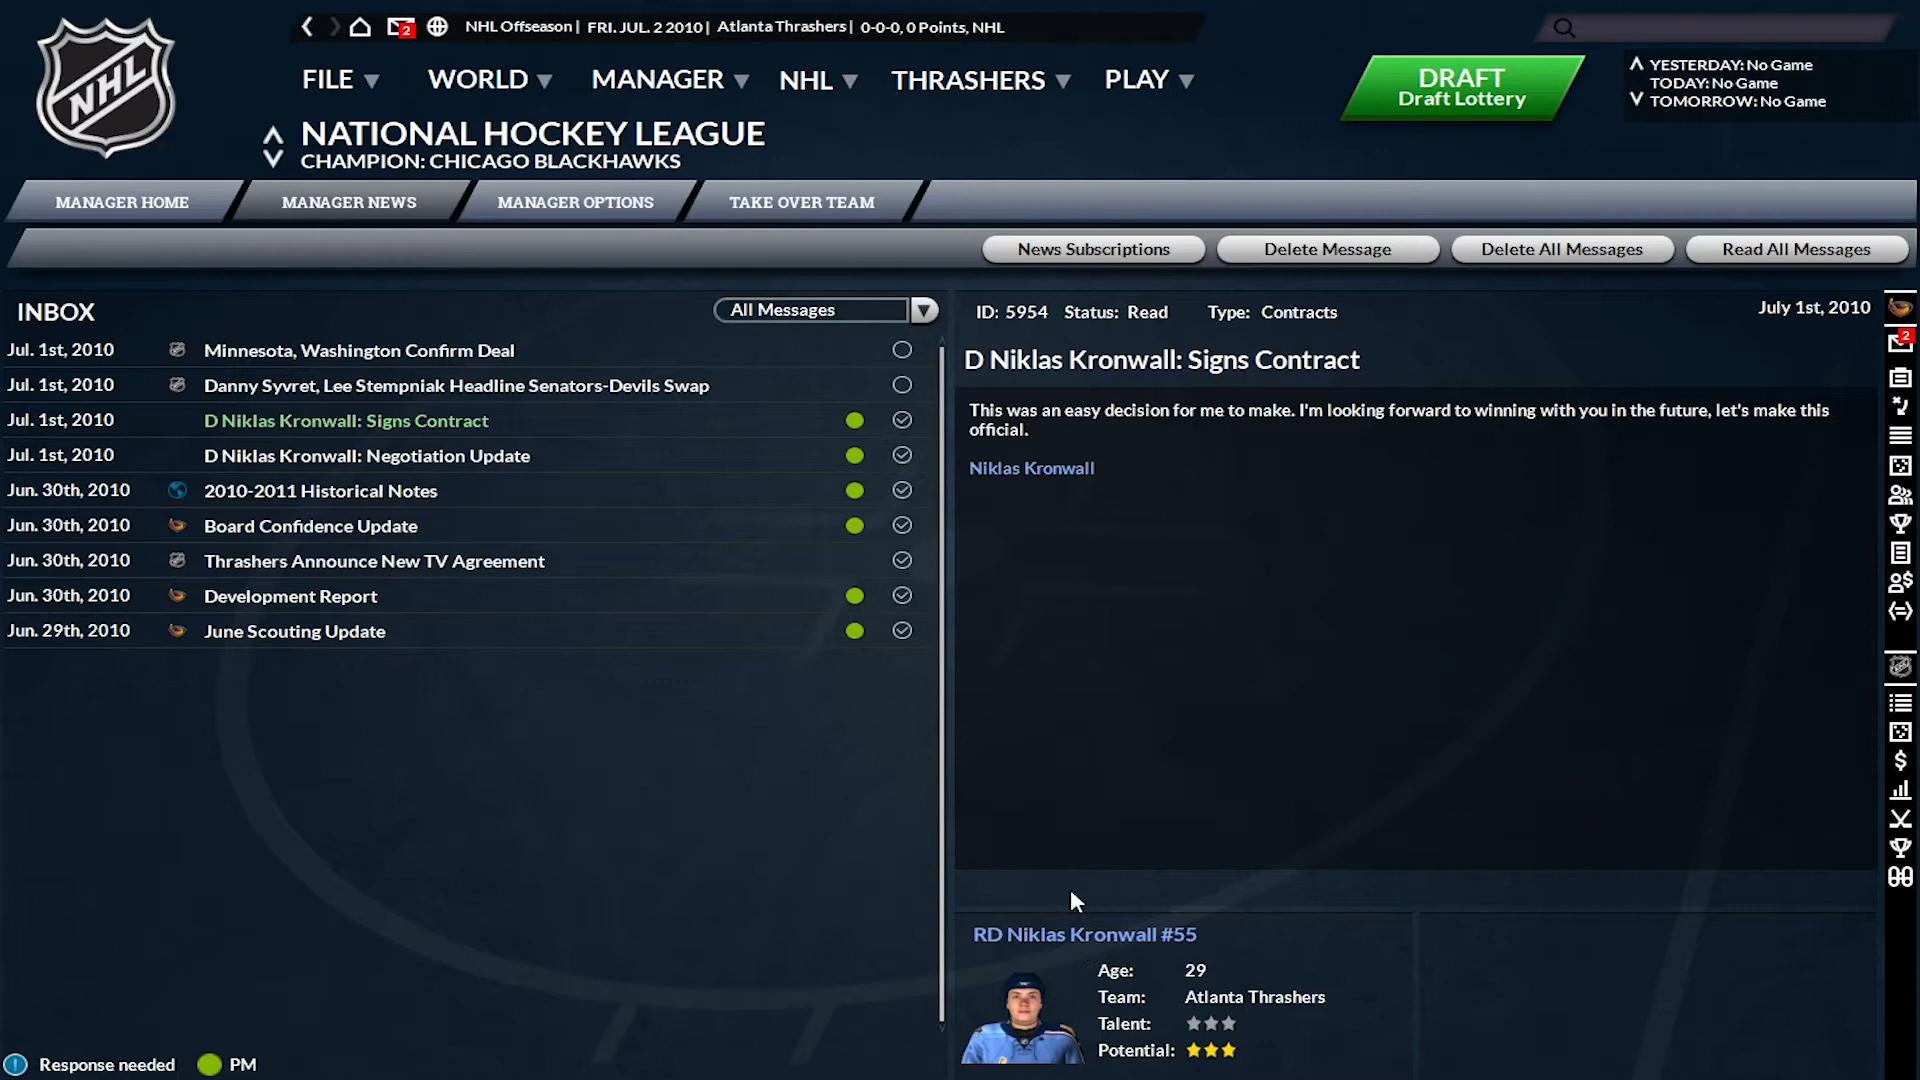 NHL
2
NHL Offseason | FRI. JUL. 2 2010 | Atlanta Thrashers | 0-0-0, 0 Points, NHL
FILE WORLD MANAGER NHL THRASHERS PLAY
DRAFT
Draft Lottery
YESTERDAY: No Game
TODAY: No Game
TOMORROW: No Game
NATIONAL HOCKEY LEAGUE
CHAMPION: CHICAGO BLACKHAWKS
MANAGER HOME MANAGER NEWS MANAGER OPTIONS TAKE OVER TEAM
News Subscriptions Delete Message Delete All Messages Read All Messages
INBOX All Messages
Jul. 1st, 2010 Minnesota, Washington Confirm Deal
Jul. 1st, 2010 Danny Syvret, Lee Stempniak Headline Senators-Devils Swap
Jul. 1st, 2010 D Niklas Kronwall: Signs Contract
Jul. 1st, 2010 D Niklas Kronwall: Negotiation Update
Jun. 30th, 2010 2010-2011 Historical Notes
Jun. 30th, 2010 Board Confidence Update
Jun. 30th, 2010 Thrashers Announce New TV Agreement
Jun. 30th, 2010 Development Report
Jun. 29th, 2010 June Scouting Update
Response needed PM
ID: 5954 Status: Read Type: Contracts July 1st, 2010
D Niklas Kronwall: Signs Contract
This was an easy decision for me to make. I'm looking forward to winning with you in the future, let's make this
official.
Niklas Kronwall
RD Niklas Kronwall #55
Age: 29
Team: Atlanta Thrashers
Talent:
Potential:
2